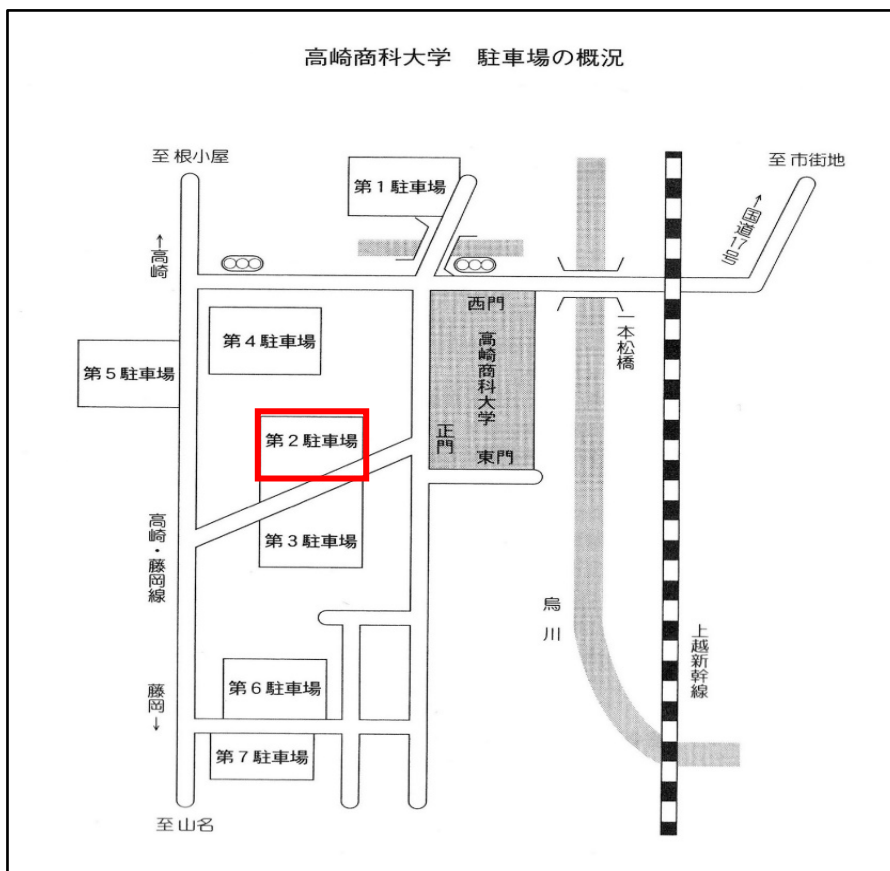 高崎商科大学 駐車場の概況
至根小屋
至市街地
第1駐車場
←高崎
←国道17号
西門
第4駐車場
一本松橋
高崎商科大学
第5駐車場
正門
第2駐車場
東門
高崎・藤岡線
第3駐車場
烏川
上越新幹線
第6駐車場
藤岡→
第7駐車場
至山名